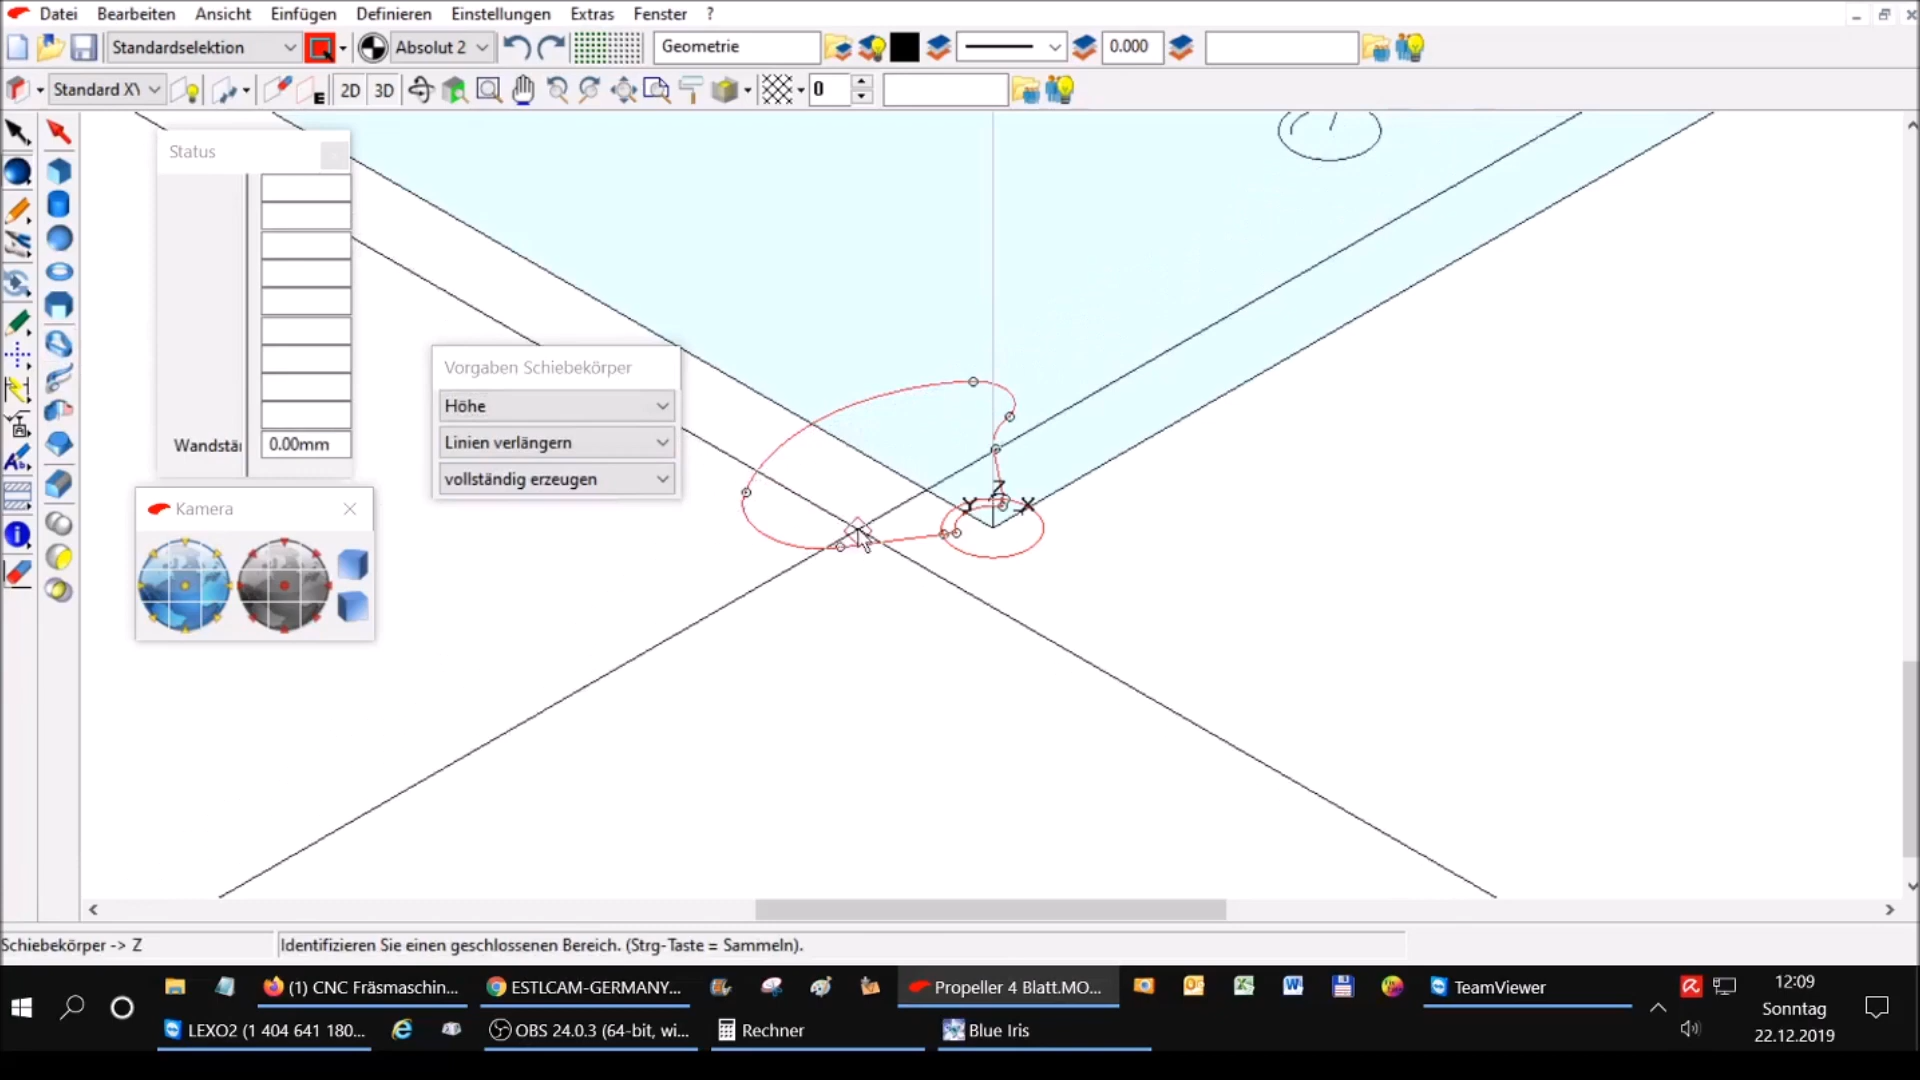 Datei Bearbeiten Ansicht Einfügen Definieren Einstellungen Extras Fenster ?
Standardselektion Absolut 2 Geometrie 0.000
Standard X\ E 2D 3D 0
Status
Wandstär 0.00mm
Vorgaben Schiebekörper
Höhe
Linien verlängern
vollständig erzeugen
Kamera
Y Z X
Schiebekörper -> Z Identifizieren Sie einen geschlossenen Bereich. (Strg-Taste = Sammeln).
(1) CNC Fräsmaschin... ESTLCAM-GERMANY... Propeller 4 Blatt.MO... TeamViewer
LEXO2 (1 404 641 180... OBS 24.0.3 (64-bit, wi... Rechner Blue Iris
12:09
Sonntag
22.12.2019